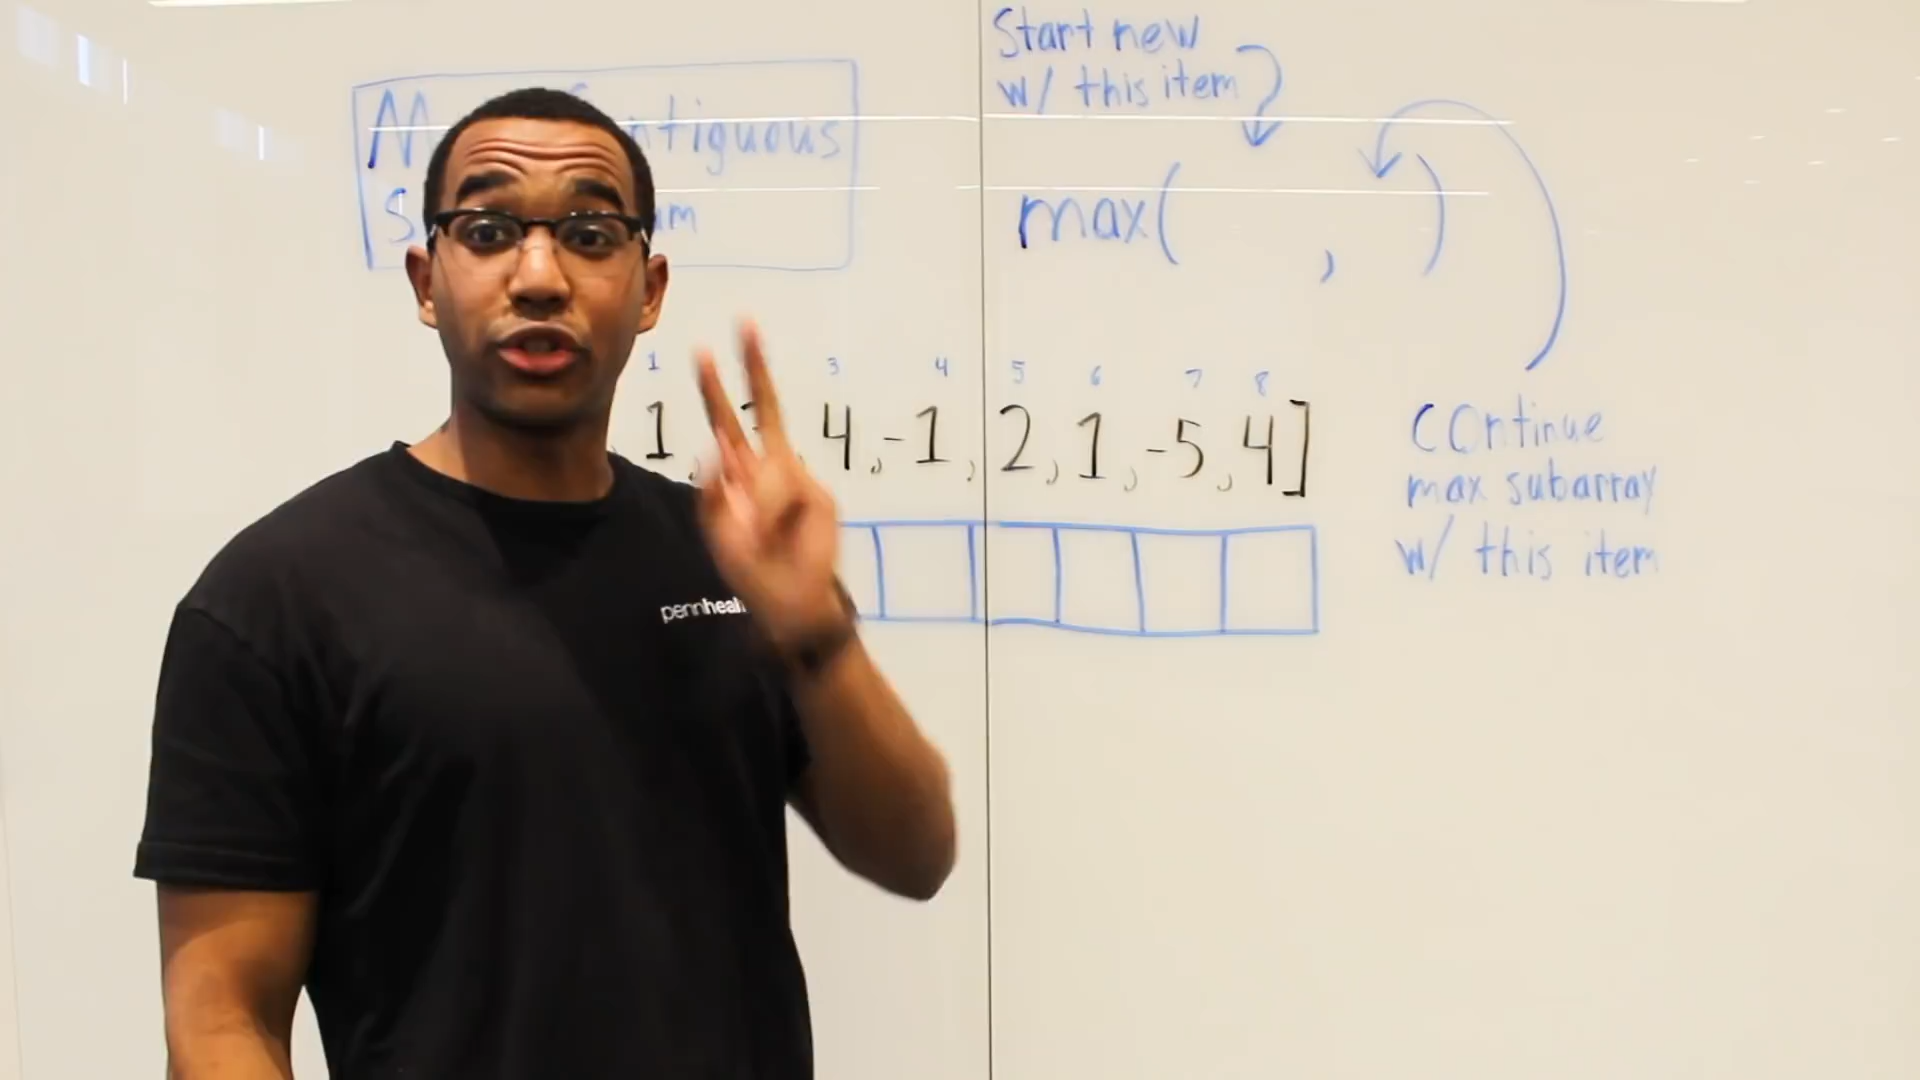 Start new
w/ this item
ntiguous
max( , )
1 3 4 5 6 7 8
1, 4, -1, 2, 1, -5, 4]
continue
max subarray
w/ this item
pennheal